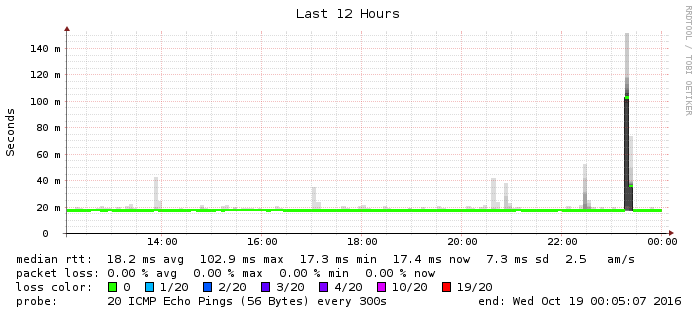 Last 12 Hours
RRDTOOL / TOBI OETIKER
Seconds
140 m
120 m
100 m
80 m
60 m
40 m
20 m
0
14:00 16:00 18:00 20:00 22:00 00:00
median rtt: 18.2 ms avg 102.9 ms max 17.3 ms min 17.4 ms now 7.3 ms sd 2.5 am/s
packet loss: 0.00 % avg 0.00 % max 0.00 % min 0.00 % now
loss color: 0 1/20 2/20 3/20 4/20 10/20 19/20
probe: 20 ICMP Echo Pings (56 Bytes) every 300s end: Wed Oct 19 00:05:07 2016